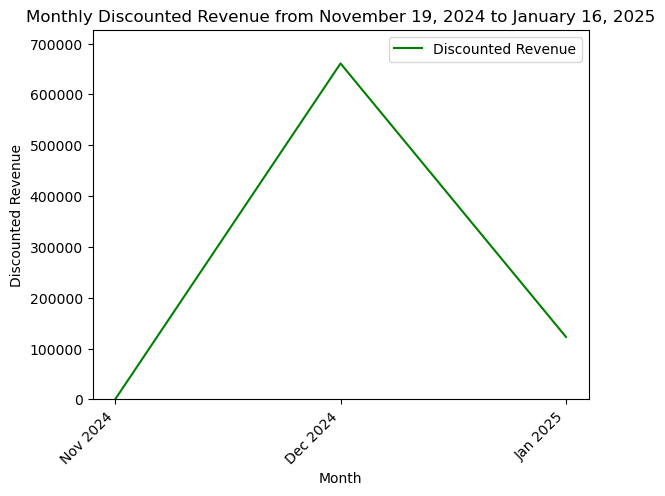 Monthly Discounted Revenue from November 19, 2024 to January 16, 2025
Discounted Revenue
700000
600000
500000
400000
300000
200000
100000
0
Discounted Revenue
Nov 2024
Dec 2024
Jan 2025
Month